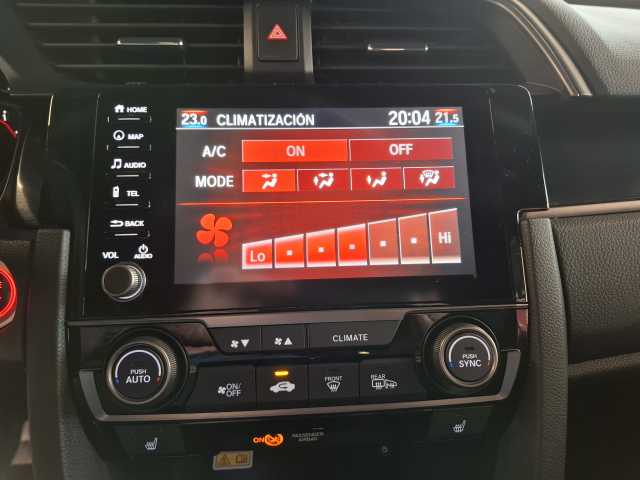 HOME
MAP
AUDIO
TEL
BACK
VOL AUDIO
23.0 CLIMATIZACIÓN 20:04 21.5
A/C ON OFF
MODE
Lo Hi
CLIMATE
PUSH AUTO
ON/OFF
FRONT
REAR
PUSH SYNC
PASSENGER AIRBAG